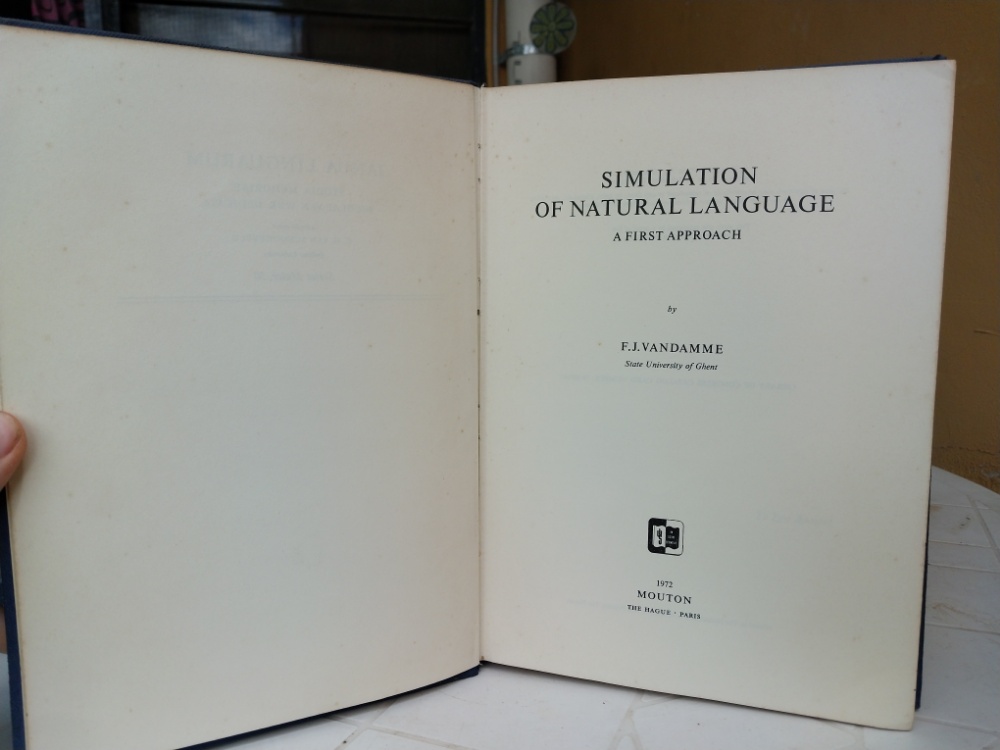 SIMULATION
OF NATURAL LANGUAGE
A FIRST APPROACH
by
F.J. VANDAMME
State University of Ghent
1972
MOUTON
THE HAGUE · PARIS